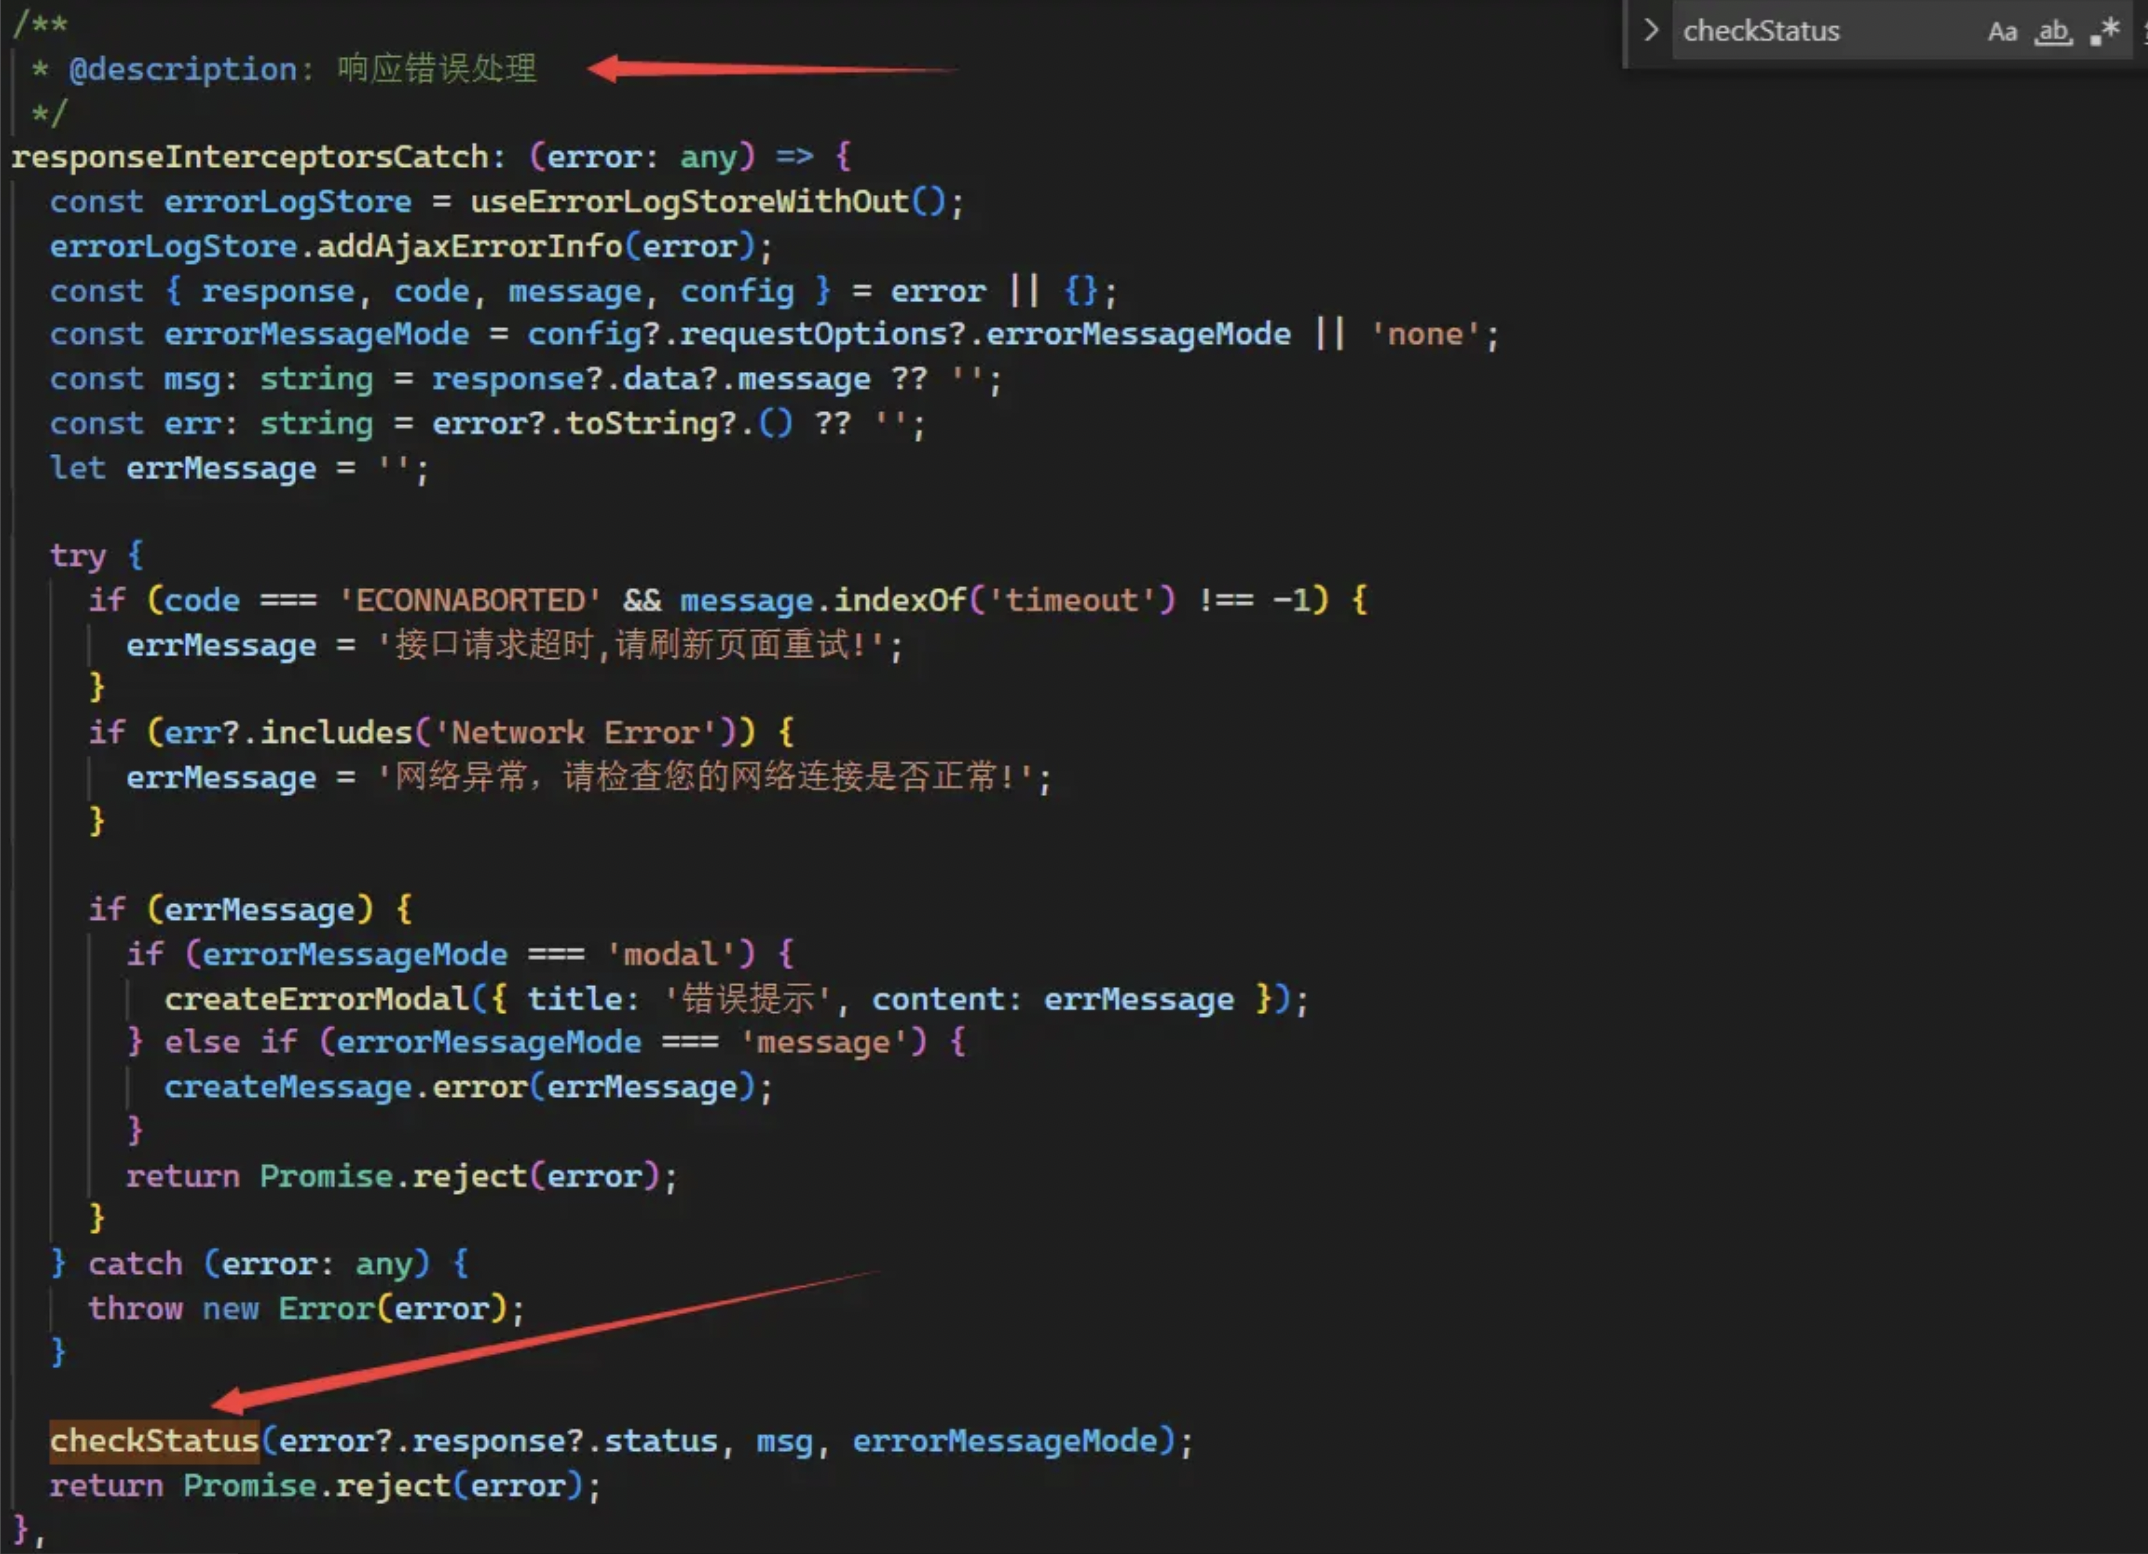 /**
checkStatus
Aa ab .*
* @description: 响应错误处理
*/
responseInterceptorsCatch: (error: any) => {
const errorLogStore = useErrorLogStoreWithOut();
errorLogStore.addAjaxErrorInfo(error);
const { response, code, message, config } = error || {};
const errorMessageMode = config?.requestOptions?.errorMessageMode || 'none';
const msg: string = response?.data?.message ?? '';
const err: string = error?.toString?.() ?? '';
let errMessage = '';
try {
if (code === 'ECONNABORTED' && message.indexOf('timeout') !== -1) {
errMessage = '接口请求超时,请刷新页面重试!';
}
if (err?.includes('Network Error')) {
errMessage = '网络异常，请检查您的网络连接是否正常!';
}
if (errMessage) {
if (errorMessageMode === 'modal') {
createErrorModal({ title: '错误提示', content: errMessage });
} else if (errorMessageMode === 'message') {
createMessage.error(errMessage);
}
return Promise.reject(error);
}
} catch (error: any) {
throw new Error(error);
}
checkStatus(error?.response?.status, msg, errorMessageMode);
return Promise.reject(error);
},